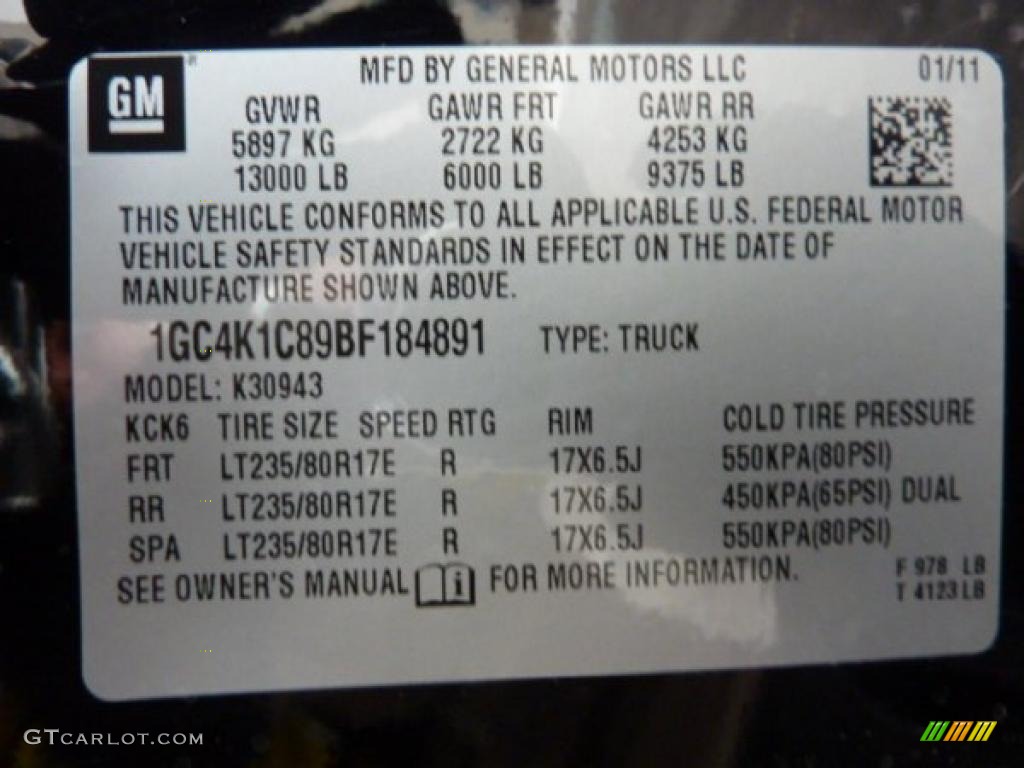 GM
MFD BY GENERAL MOTORS LLC 01/11
GVWR GAWR FRT GAWR RR
5897 KG 2722 KG 4253 KG
13000 LB 6000 LB 9375 LB
THIS VEHICLE CONFORMS TO ALL APPLICABLE U.S. FEDERAL MOTOR
VEHICLE SAFETY STANDARDS IN EFFECT ON THE DATE OF
MANUFACTURE SHOWN ABOVE.
1GC4K1C89BF184891 TYPE: TRUCK
MODEL: K30943
KCK6 TIRE SIZE SPEED RTG RIM COLD TIRE PRESSURE
FRT LT235/80R17E R 17X6.5J 550KPA(80PSI)
RR LT235/80R17E R 17X6.5J 450KPA(65PSI) DUAL
SPA LT235/80R17E R 17X6.5J 550KPA(80PSI)
SEE OWNER'S MANUAL i FOR MORE INFORMATION.
F 978 LB
T 4123 LB
GTCARLOT.COM